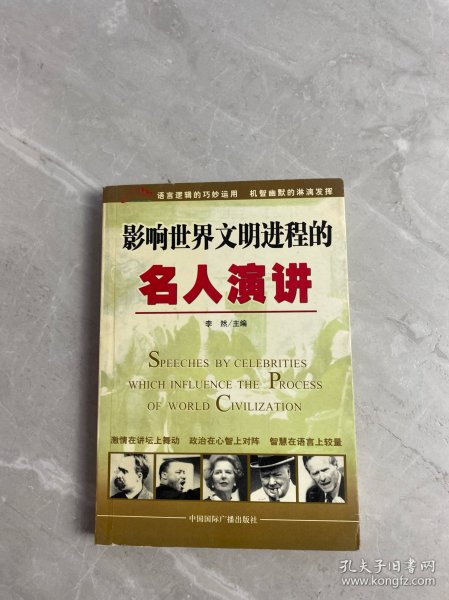 语言逻辑的巧妙运用 机智幽默的淋漓发挥
影响世界文明进程的
名人演讲
李 然/主编
SPEECHES BY CELEBRITIES
WHICH INFLUENCE THE PROCESS
OF WORLD CIVILIZATION
激情在讲坛上舞动 政治在心智上对阵 智慧在语言上较量
中国国际广播出版社
孔夫子旧书网
www.kongfz.com